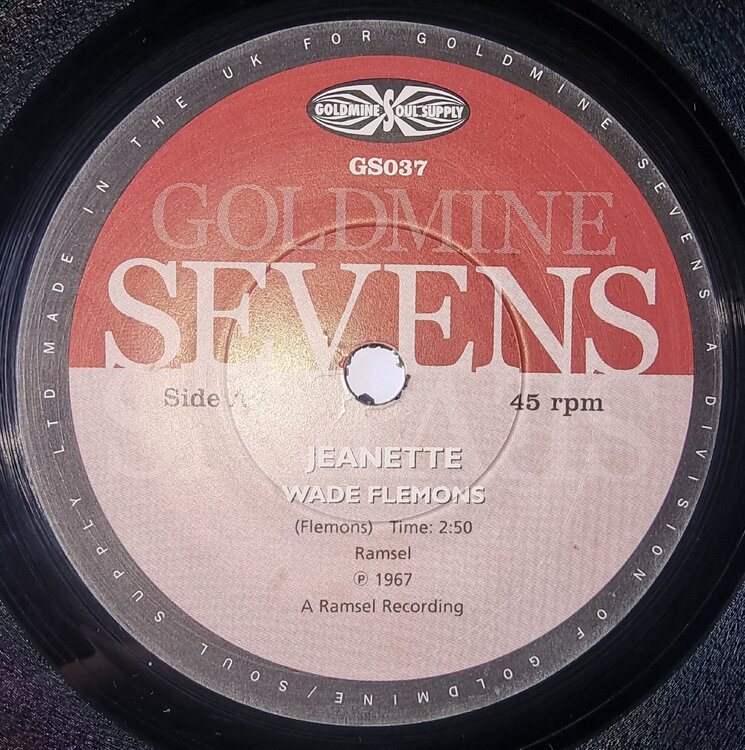 MADE IN THE UK FOR GOLDMINE SEVENS A DIVISION OF GOLDMINE/SOUL SUPPLY LTD
GOLDMINE SOUL SUPPLY
GS037
GOLDMINE
SEVENS
Side A
45 rpm
JEANETTE
WADE FLEMONS
(Flemons) Time: 2:50
Ramsel
℗ 1967
A Ramsel Recording